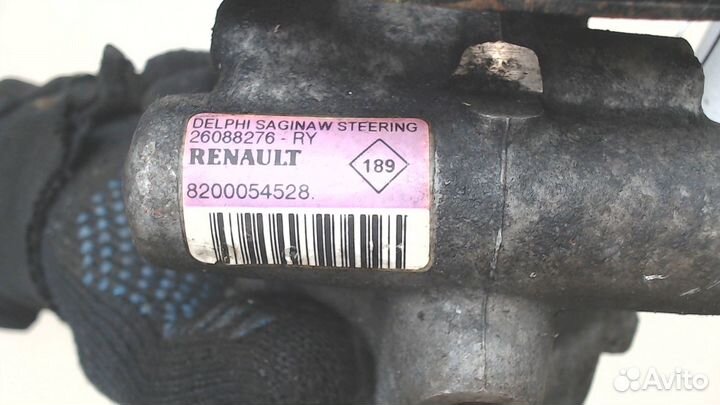 DELPHI SAGINAW STEERING
26088276 - RY
RENAULT
189
8200054528.
Avito